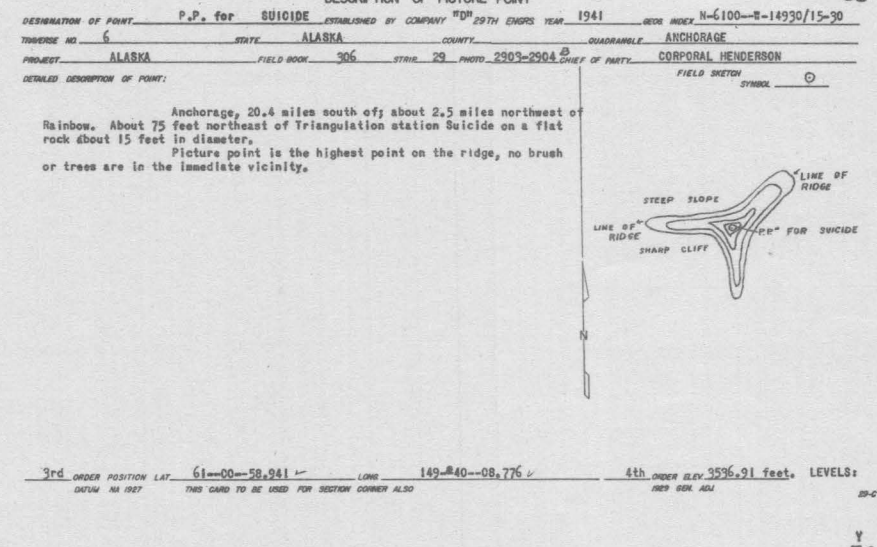 DESCRIPTION OF PICTURE POINT
DESIGNATION OF POINT P.P. for SUICIDE ESTABLISHED BY COMPANY "D" 29TH ENGRS YEAR 1941 GEOG INDEX N-6100--W-14930/15-30
TRAVERSE NO 6 STATE ALASKA COUNTY QUADRANGLE ANCHORAGE
PROJECT ALASKA FIELD BOOK 306 STRIP 29 PHOTO 2903-2904 B CHIEF OF PARTY CORPORAL HENDERSON
DETAILED DESCRIPTION OF POINT:
FIELD SKETCH
SYMBOL
Anchorage, 20.4 miles south of; about 2.5 miles northwest of
Rainbow. About 75 feet northeast of Triangulation station Suicide on a flat
rock about 15 feet in diameter.
Picture point is the highest point on the ridge, no brush
or trees are in the immediate vicinity.
LINE OF
RIDGE
STEEP SLOPE
LINE OF
RIDGE
P.P. FOR SUICIDE
SHARP CLIFF
N
3rd ORDER POSITION LAT 61--00--58.941 LONG 149-40--08.776 4th ORDER ELEV 3536.91 feet. LEVELS:
DATUM NA 1927 THIS CARD TO BE USED FOR SECTION CORNER ALSO 1929 GEN. ADJ
29-C
Y